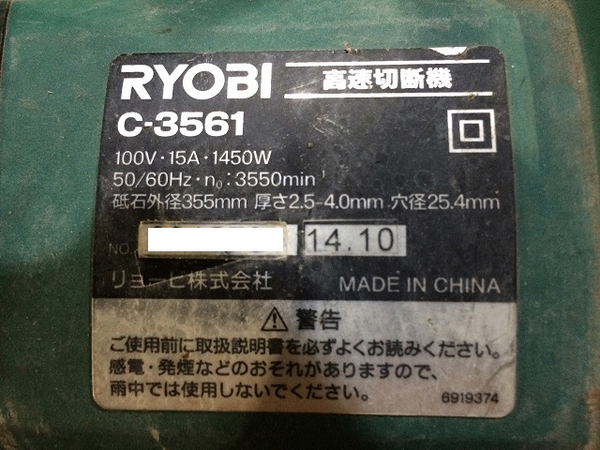 RYOBI 高速切断機
C-3561
100V・15A・1450W
50/60Hz・n0:3550min
砥石外径355mm 厚さ2.5-4.0mm 穴径25.4mm
NO. 14.10
リョービ株式会社 MADE IN CHINA
⚠ 警告
ご使用前に取扱説明書を必ずよくお読みください。
感電・発煙などのおそれがありますので、
雨中では使用しないでください。 6919374